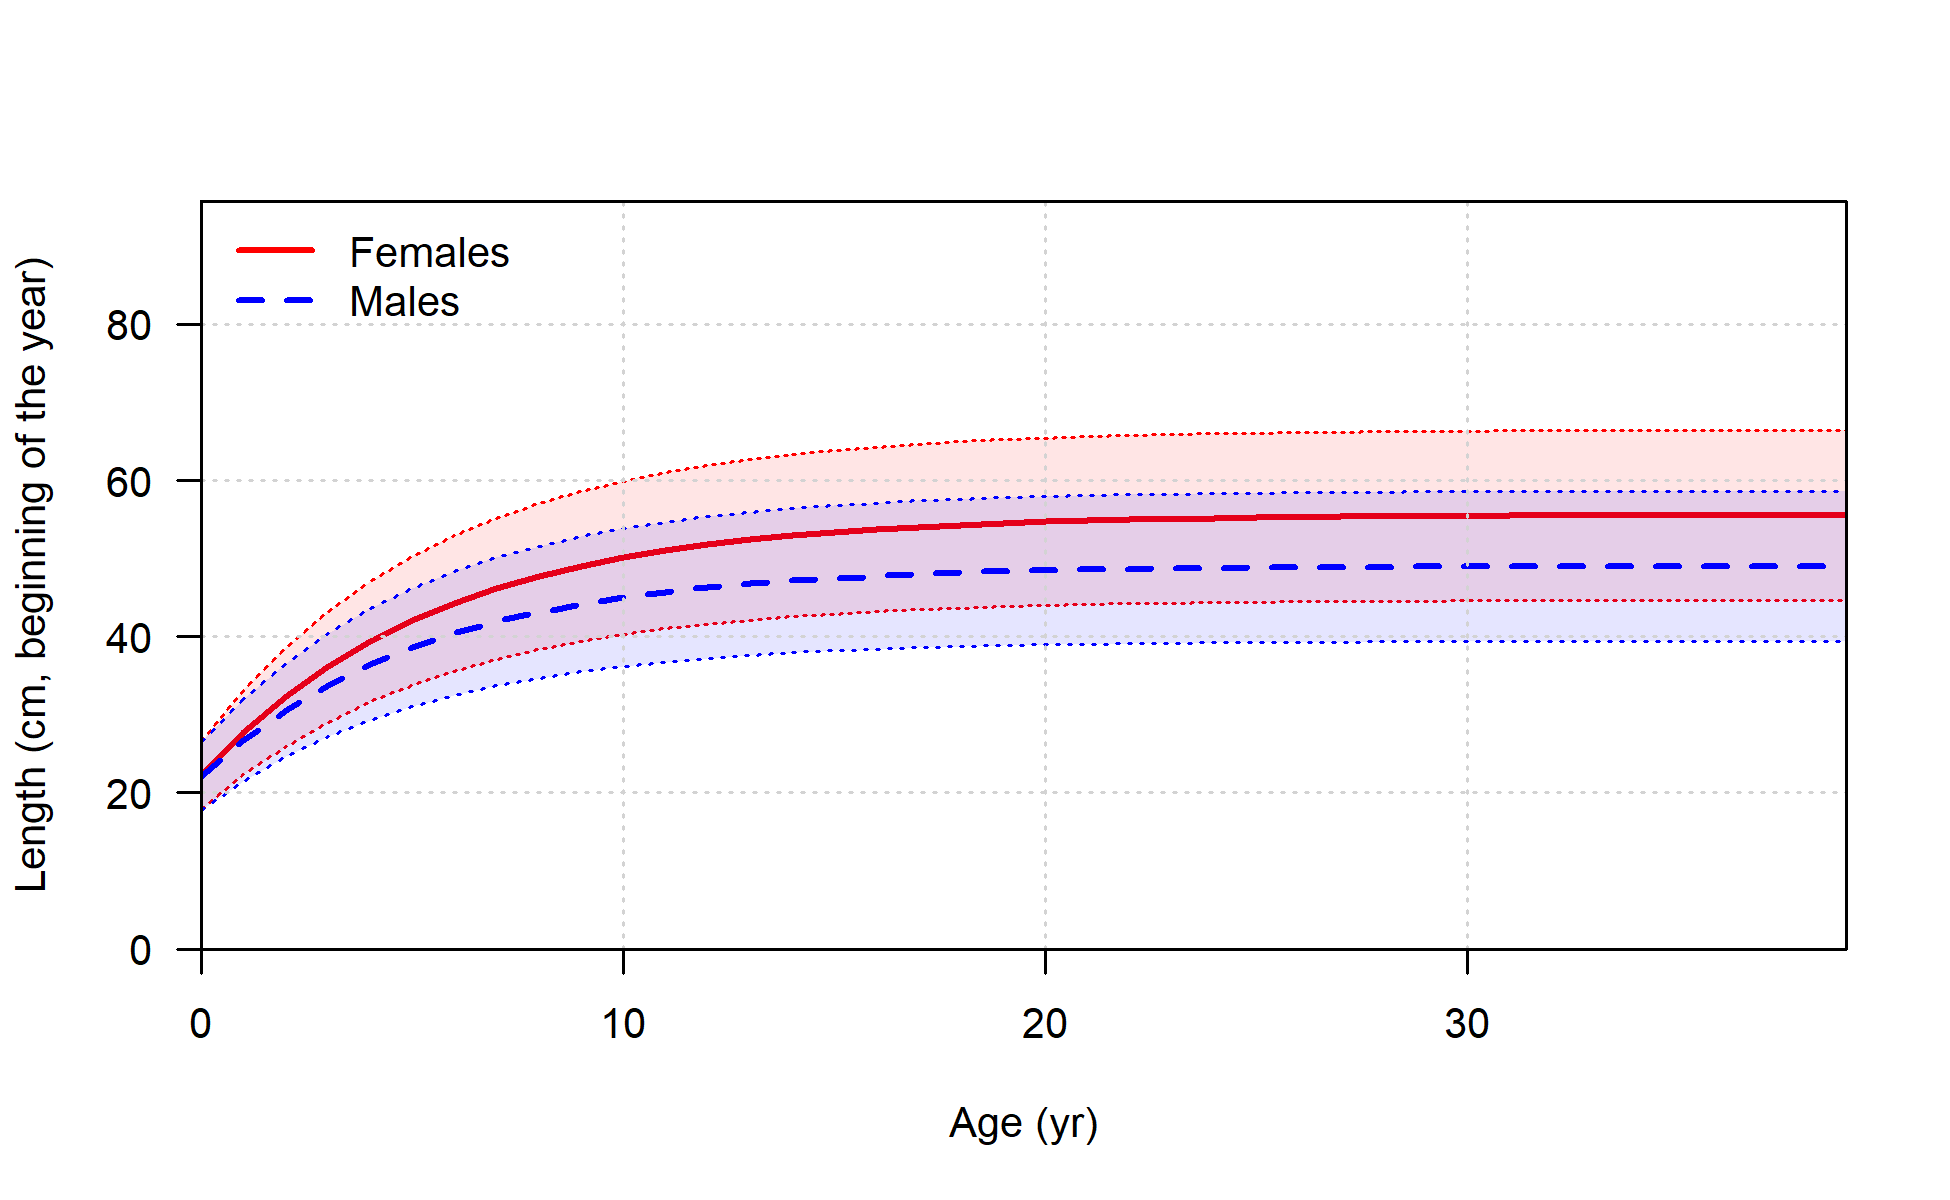 Females
Males
Length (cm, beginning of the year)
80
60
40
20
0
0 10 20 30
Age (yr)